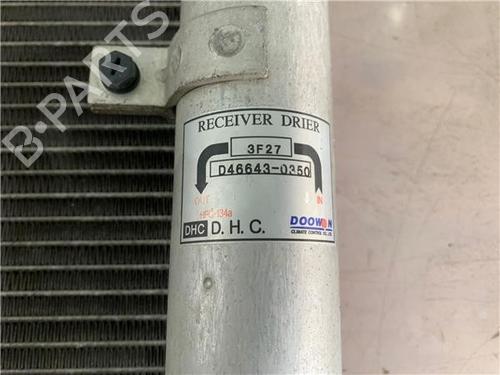 B-PARTS
RECEIVER DRIER
3F27
D46643-0350
OUT IN
HFC-134a
DHC D. H. C.
DOOWON
CLIMATE CONTROL CO., LTD.